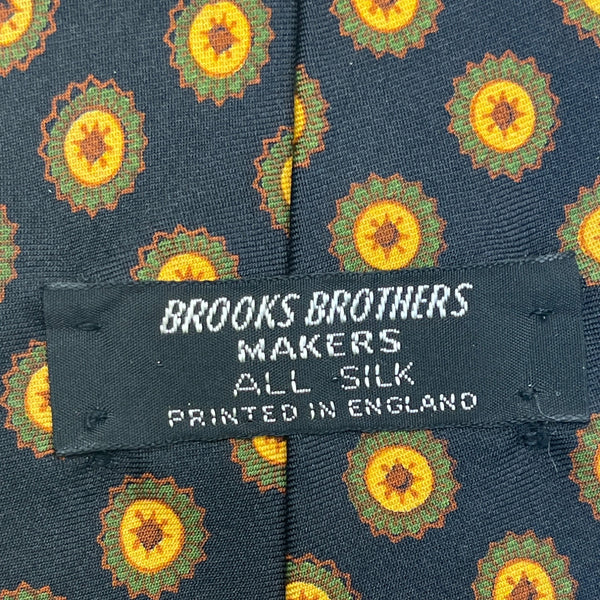 BROOKS BROTHERS
MAKERS
ALL SILK
PRINTED IN ENGLAND